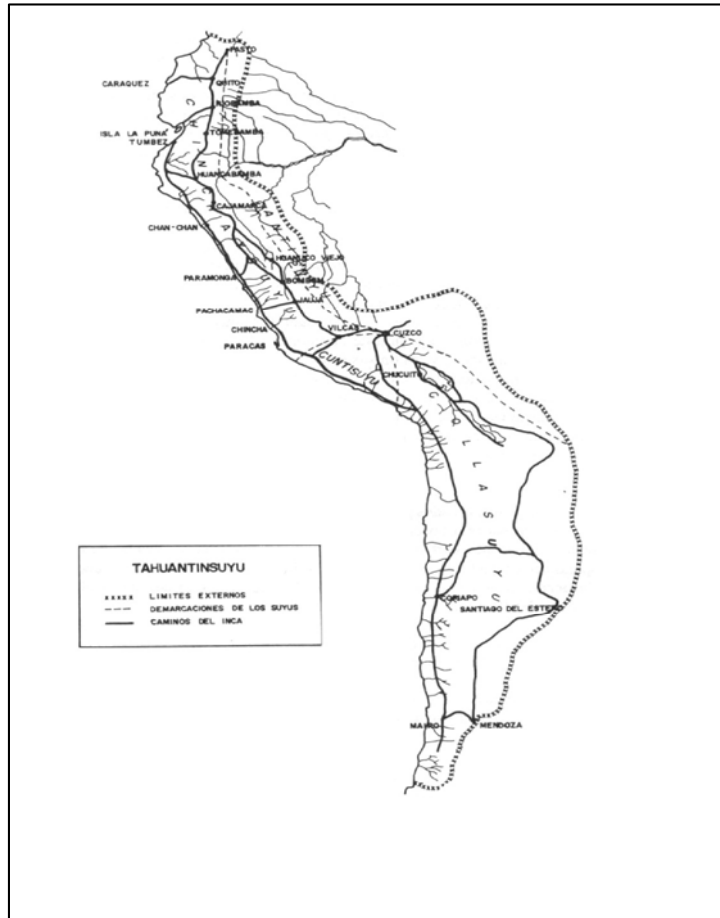 PASTO
CARAQUEZ
QUITO
RIOBAMBA
ISLA LA PUNA
TUMBEZ
TOMEBAMBA
HUANCABAMBA
CAJAMARCA
CHAN-CHAN
HUANUCO VIEJO
PARAMONGA
BOMBON
JAUJA
PACHACAMAC
CHINCHA
VILCAS
CUZCO
PARACAS
CUNTISUYU
CHUCUITO
COLLASUYU
COPIAPO
SANTIAGO DEL ESTERO
MAIPO
MENDOZA
TAHUANTINSUYU
LIMITES EXTERNOS
DEMARCACIONES DE LOS SUYUS
CAMINOS DEL INCA